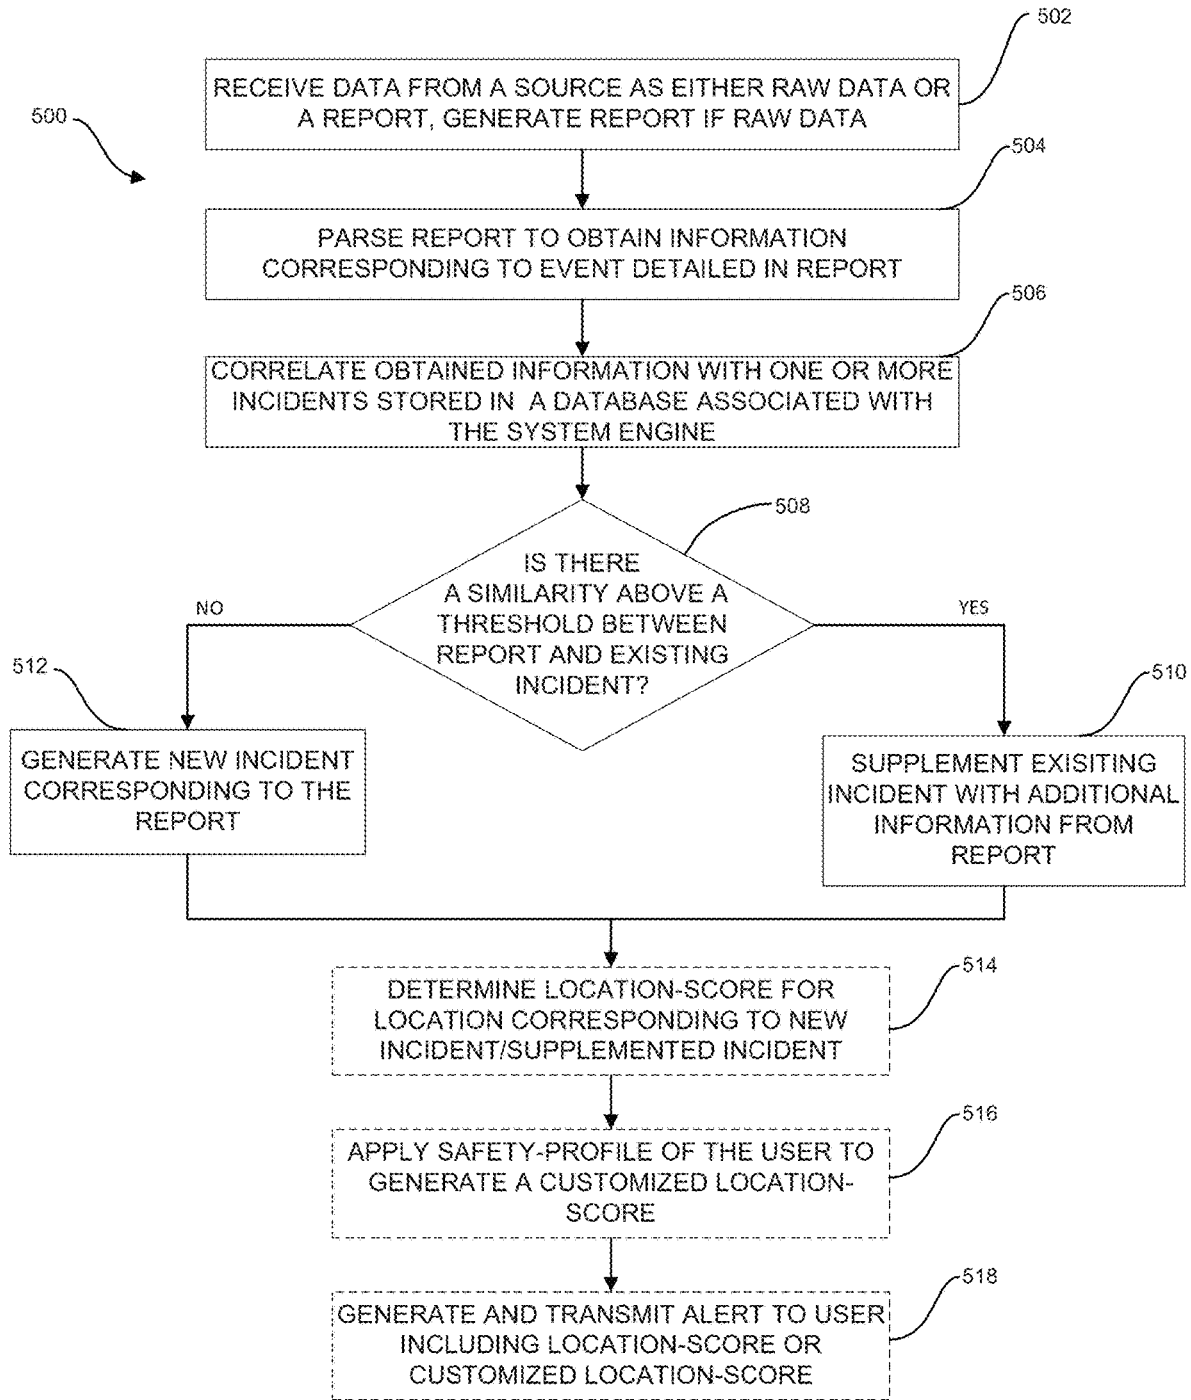 502
RECEIVE DATA FROM A SOURCE AS EITHER RAW DATA OR
A REPORT, GENERATE REPORT IF RAW DATA
500
504
PARSE REPORT TO OBTAIN INFORMATION
CORRESPONDING TO EVENT DETAILED IN REPORT
506
CORRELATE OBTAINED INFORMATION WITH ONE OR MORE
INCIDENTS STORED IN A DATABASE ASSOCIATED WITH
THE SYSTEM ENGINE
508
IS THERE
A SIMILARITY ABOVE A
THRESHOLD BETWEEN
REPORT AND EXISTING
INCIDENT?
NO
YES
512
GENERATE NEW INCIDENT
CORRESPONDING TO THE
REPORT
510
SUPPLEMENT EXISITING
INCIDENT WITH ADDITIONAL
INFORMATION FROM
REPORT
514
DETERMINE LOCATION-SCORE FOR
LOCATION CORRESPONDING TO NEW
INCIDENT/SUPPLEMENTED INCIDENT
516
APPLY SAFETY-PROFILE OF THE USER TO
GENERATE A CUSTOMIZED LOCATION-
SCORE
518
GENERATE AND TRANSMIT ALERT TO USER
INCLUDING LOCATION-SCORE OR
CUSTOMIZED LOCATION-SCORE